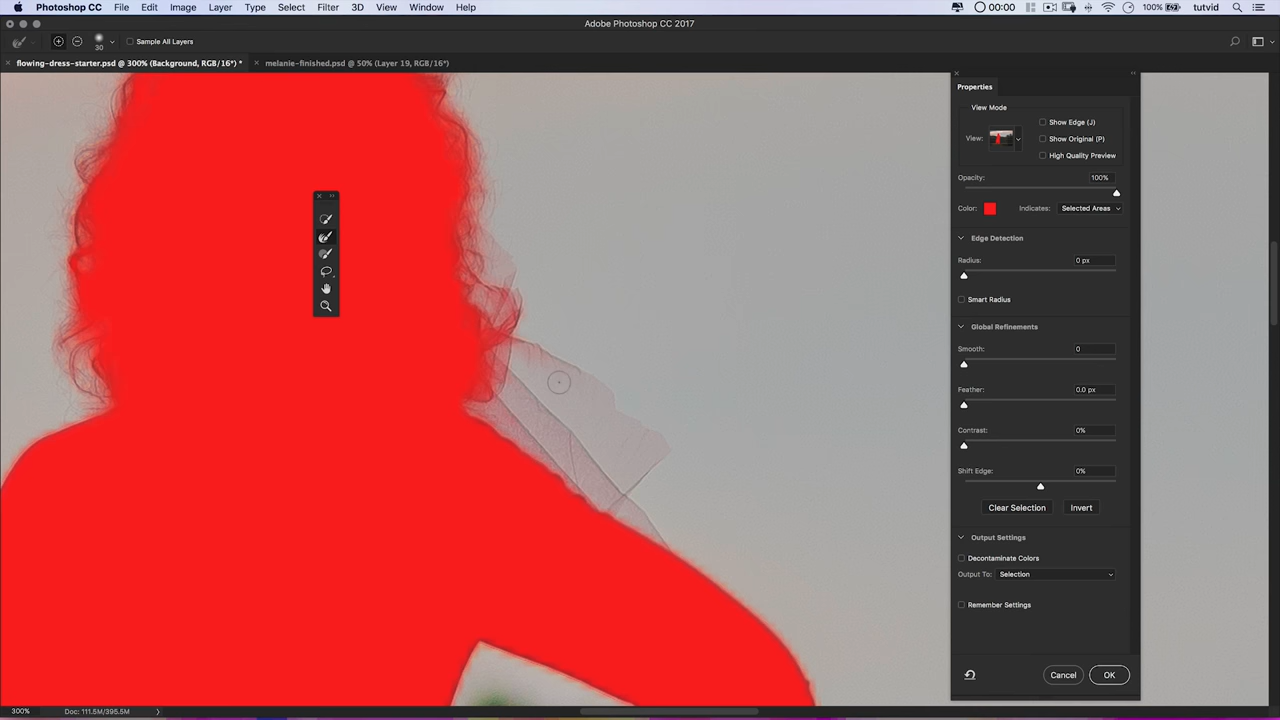 Photoshop CC File Edit Image Layer Type Select Filter 3D View Window Help 00:00 100% tutvid
Adobe Photoshop CC 2017
30 Sample All Layers
flowing-dress-starter.psd @ 300% (Background, RGB/16*) * melanie-finished.psd @ 50% (Layer 19, RGB/16*)
Properties
View Mode
Show Edge (J)
View:
Show Original (P)
High Quality Preview
Opacity: 100%
Color: Indicates: Selected Areas
Edge Detection
Radius: 0 px
Smart Radius
Global Refinements
Smooth: 0
Feather: 0.0 px
Contrast: 0%
Shift Edge: 0%
Clear Selection Invert
Output Settings
Decontaminate Colors
Output To: Selection
Remember Settings
Cancel OK
300% Doc: 111.5M/395.5M